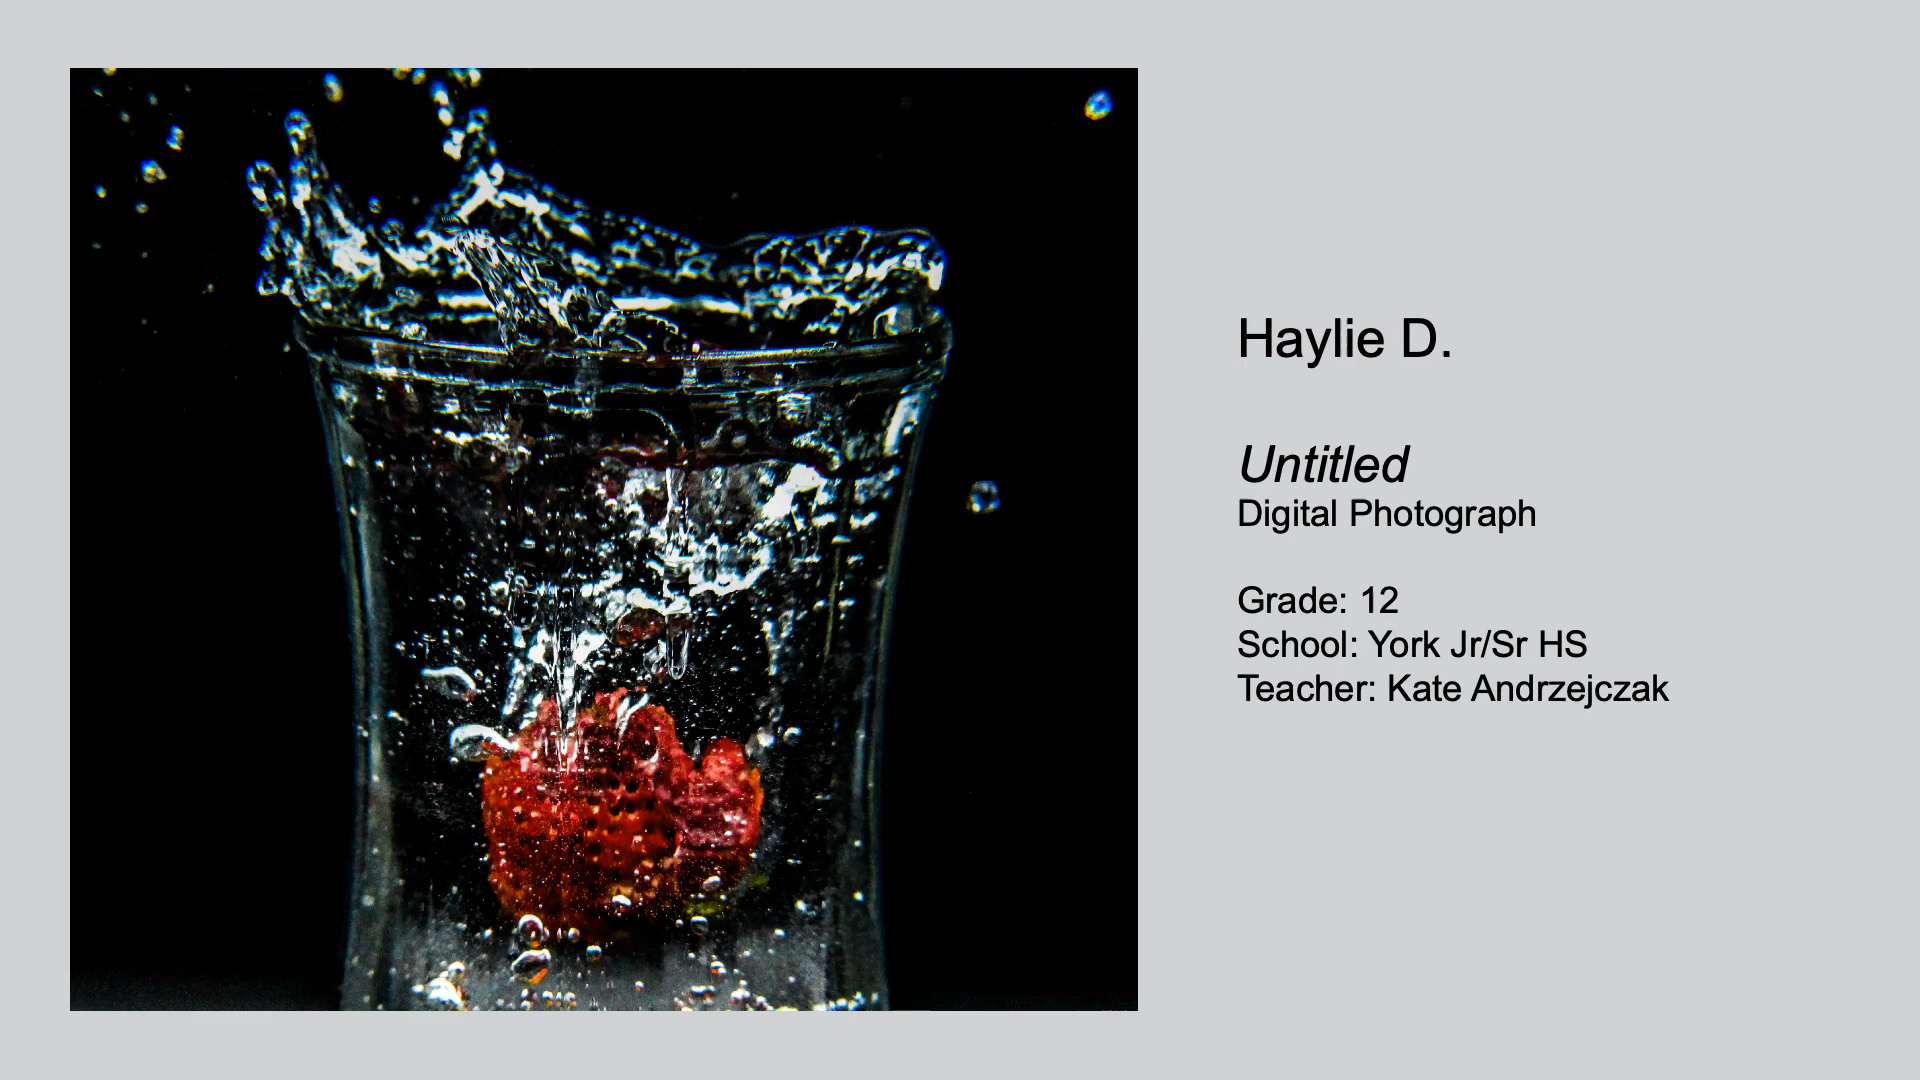 Haylie D.
Untitled
Digital Photograph
Grade: 12
School: York Jr/Sr HS
Teacher: Kate Andrzejczak